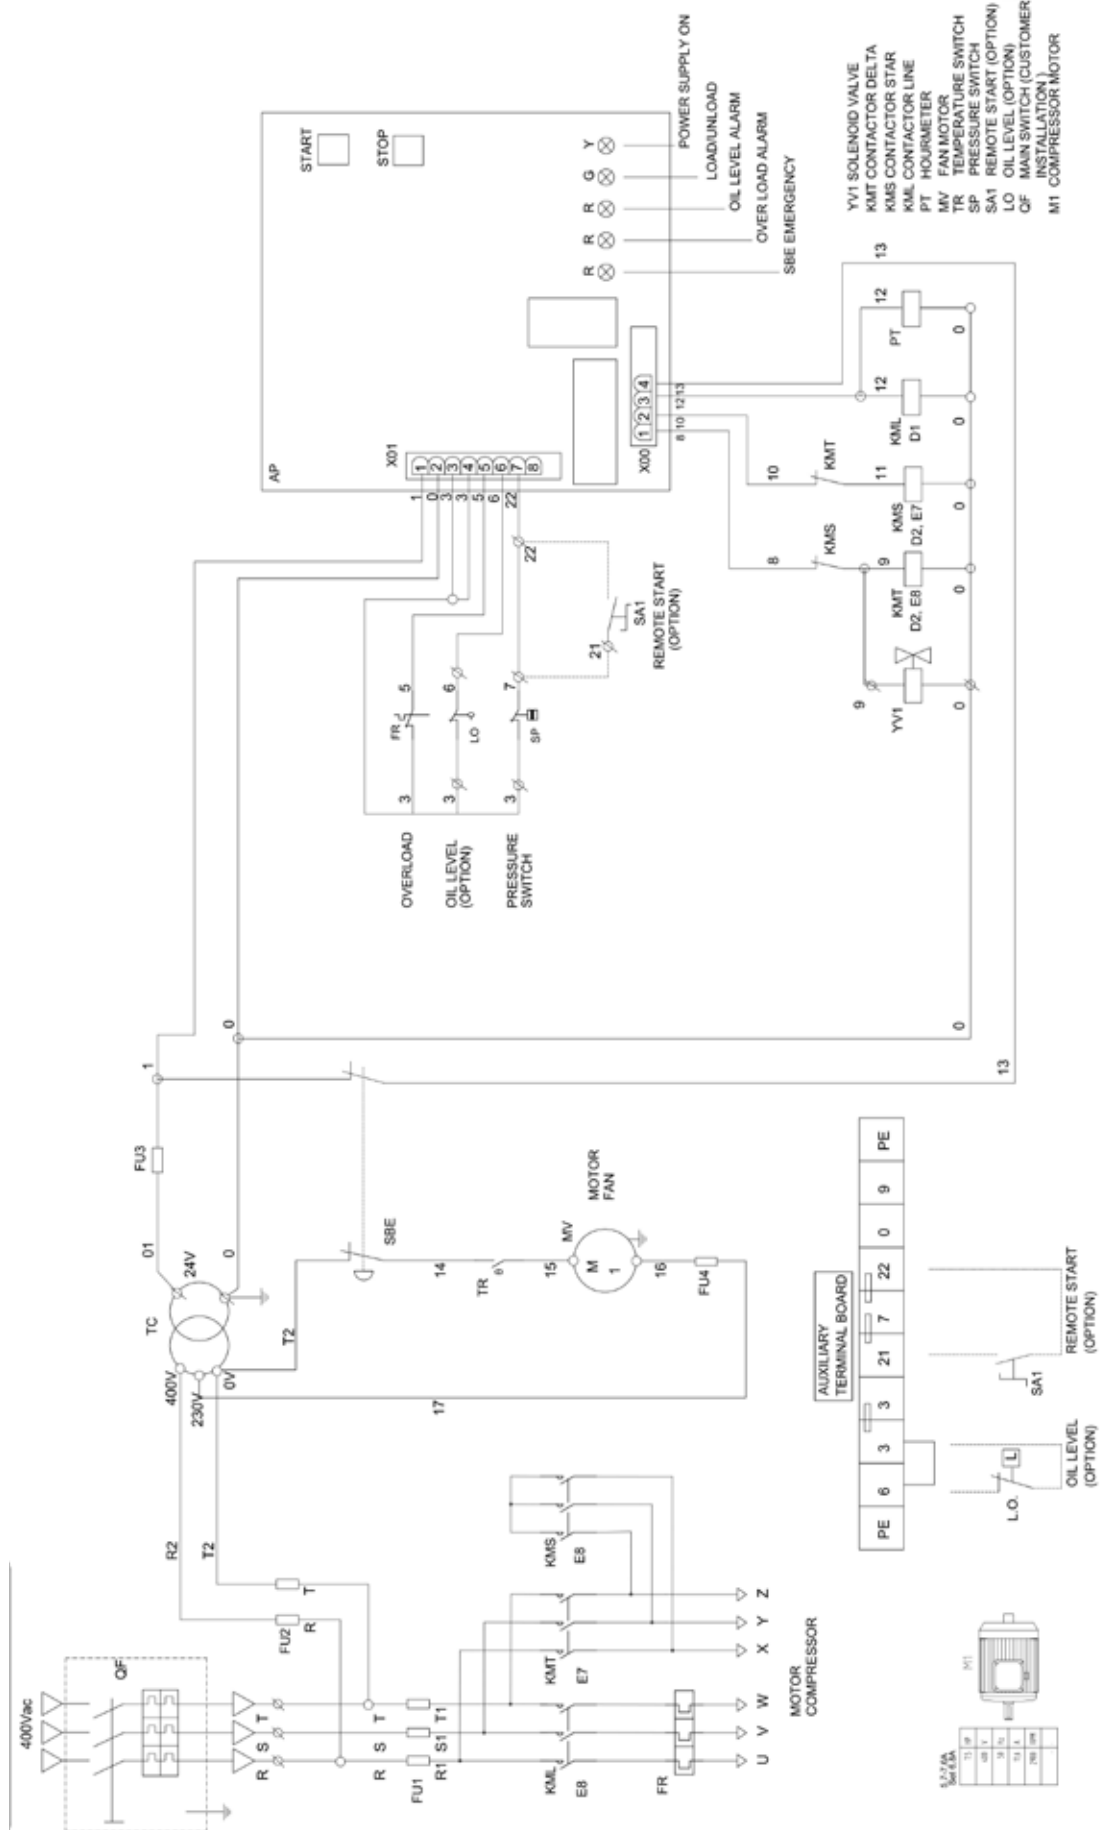 400Vac
QF
R
S
T
R
S
T
FU1
R1
S1
T1
FU2
R
T
R2
T2
KML
E8
KMT
E7
KMS
E8
FR
U
V
W
X
Y
Z
MOTOR
COMPRESSOR
400V
230V
0V
TC
24V
01
0
FU3
1
0
T2
17
SBE
14
TR
θ
15
MV
M
1
MOTOR
FAN
16
FU4
13
0
OVERLOAD
3
FR
5
OIL LEVEL
(OPTION)
3
LO
6
PRESSURE
SWITCH
3
SP
7
22
21
SA1
REMOTE START
(OPTION)
AP
X01
1
2
3
4
5
6
7
8
1
0
3
3
5
6
22
START
STOP
R
R
R
G
Y
POWER SUPPLY ON
LOAD/UNLOAD
OIL LEVEL ALARM
OVER LOAD ALARM
SBE EMERGENCY
X00
1
2
3
4
8
10
12
13
8
KMS
9
9
YV1
0
KMT
D2, E8
0
10
KMT
11
KMS
D2, E7
0
12
KML
D1
0
12
PT
0
13
YV1 SOLENOID VALVE
KMT CONTACTOR DELTA
KMS CONTACTOR STAR
KML CONTACTOR LINE
PT HOURMETER
MV FAN MOTOR
TR TEMPERATURE SWITCH
SP PRESSURE SWITCH
SA1 REMOTE START (OPTION)
LO OIL LEVEL (OPTION)
QF MAIN SWITCH (CUSTOMER
INSTALLATION )
M1 COMPRESSOR MOTOR
AUXILIARY
TERMINAL BOARD
PE
6
3
3
21
7
22
0
9
PE
L.O.
L
OIL LEVEL
(OPTION)
SA1
REMOTE START
(OPTION)
M1